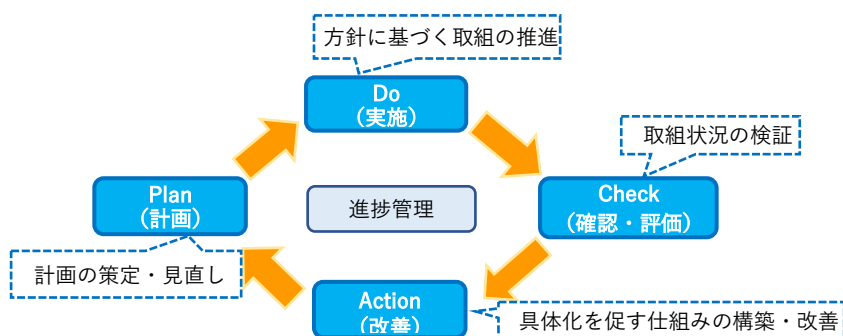 方針に基づく取組の推進
Do
（実施）
取組状況の検証
Plan
（計画）
進捗管理
Check
（確認・評価）
計画の策定・見直し
Action
（改善）
具体化を促す仕組みの構築・改善